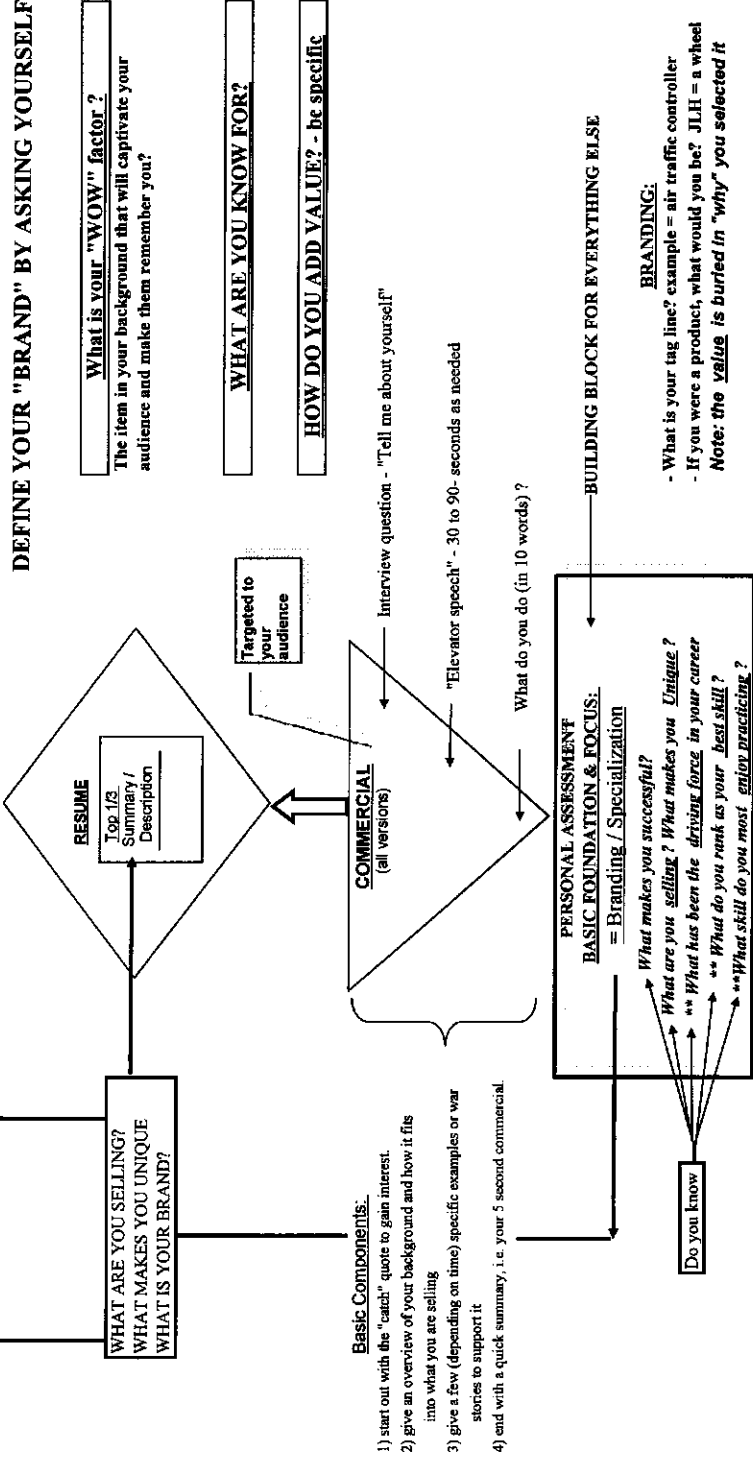 DEFINE YOUR "BRAND" BY ASKING YOURSELF
What is your "WOW" factor ?
The item in your background that will captivate your
audience and make them remember you?
WHAT ARE YOU KNOW FOR?
HOW DO YOU ADD VALUE? - be specific
RESUME
Top 1/3
Summary /
Description
WHAT ARE YOU SELLING?
WHAT MAKES YOU UNIQUE
WHAT IS YOUR BRAND?
Targeted to
your
audience
COMMERCIAL
(all versions)
Interview question - "Tell me about yourself"
"Elevator speech" - 30 to 90- seconds as needed
What do you do (in 10 words) ?
Basic Components:
1) start out with the "catch" quote to gain interest.
2) give an overview of your background and how it fits
into what you are selling
3) give a few (depending on time) specific examples or war
stories to support it
4) end with a quick summary, i.e. your 5 second commercial.
PERSONAL ASSESSMENT
BASIC FOUNDATION & FOCUS:
= Branding / Specialization
What makes you successful?
What are you selling ? What makes you Unique ?
** What has been the driving force in your career
** What do you rank as your best skill ?
**What skill do you most enjoy practicing ?
Do you know
BUILDING BLOCK FOR EVERYTHING ELSE
BRANDING:
- What is your tag line? example = air traffic controller
- If you were a product, what would you be? JLH = a wheel
Note: the value is buried in "why" you selected it